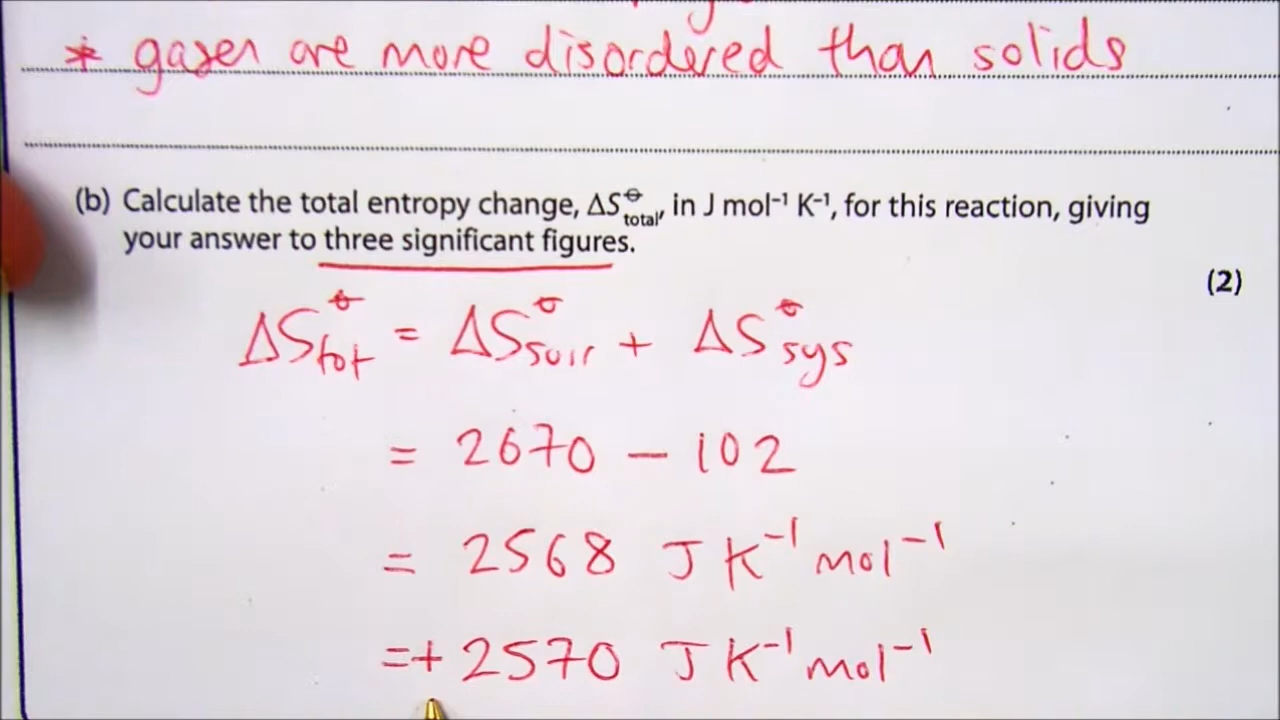 * gases are more disordered than solids
(b) Calculate the total entropy change, ΔS⦵total, in J mol⁻¹ K⁻¹, for this reaction, giving
your answer to three significant figures.
(2)
ΔS⦵tot = ΔS⦵surr + ΔS⦵sys
= 2670 – 102
= 2568 J K⁻¹ mol⁻¹
= + 2570 J K⁻¹ mol⁻¹